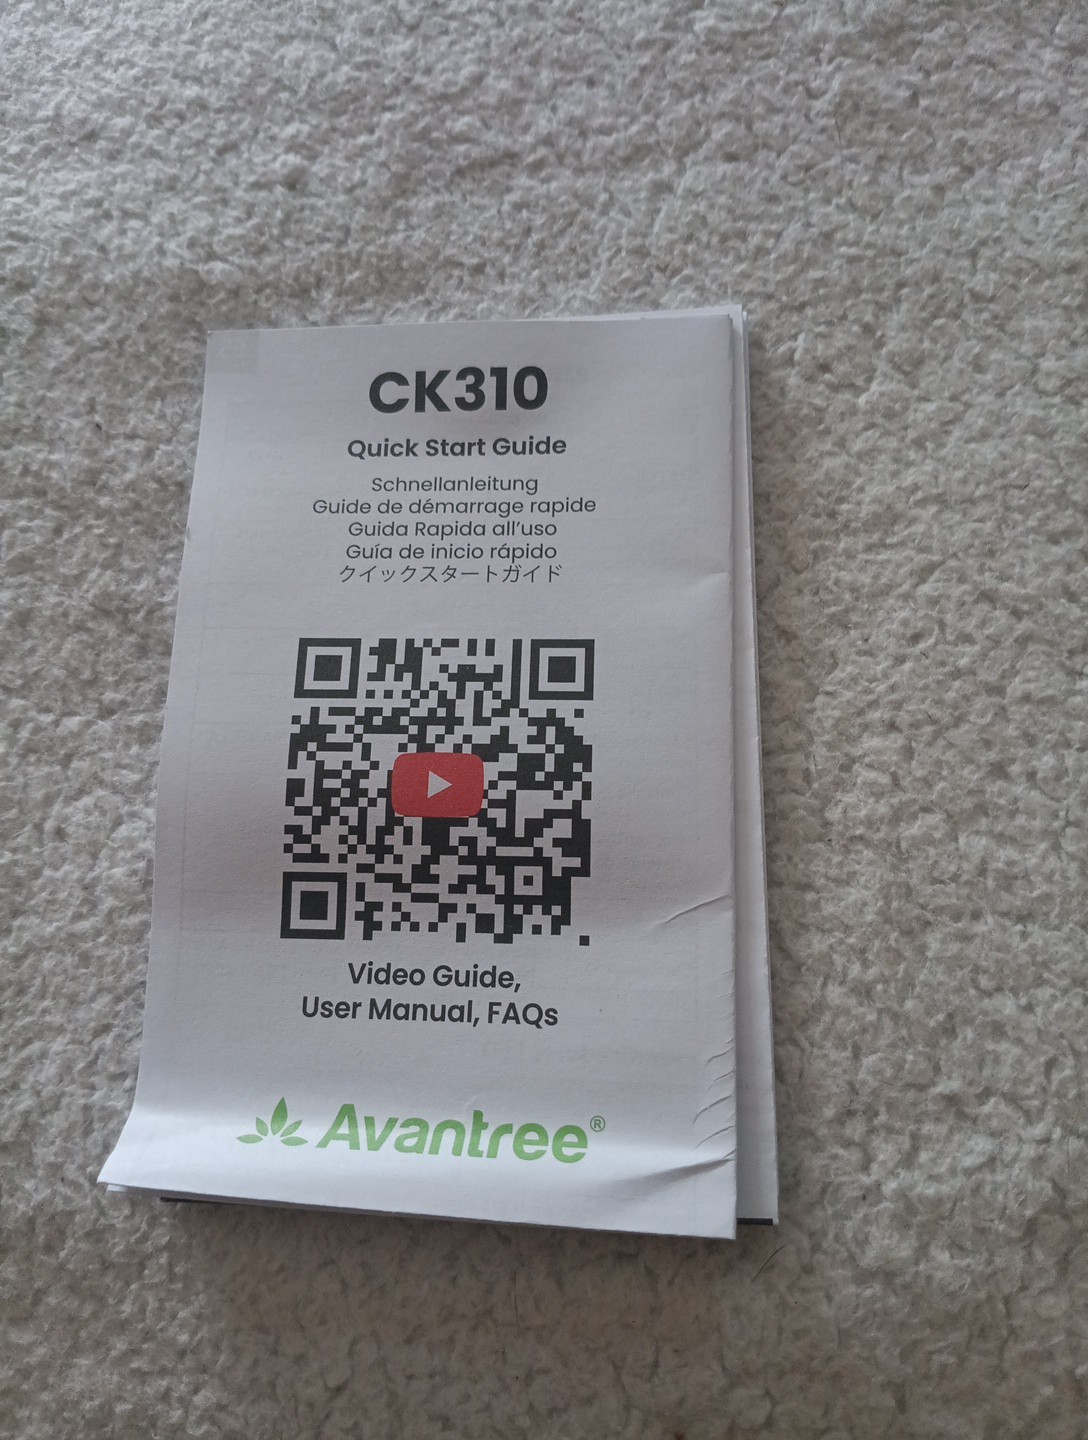 CK310
Quick Start Guide
Schnellanleitung
Guide de démarrage rapide
Guida Rapida all'uso
Guía de inicio rápido
クイックスタートガイド
Video Guide,
User Manual, FAQs
Avantree®